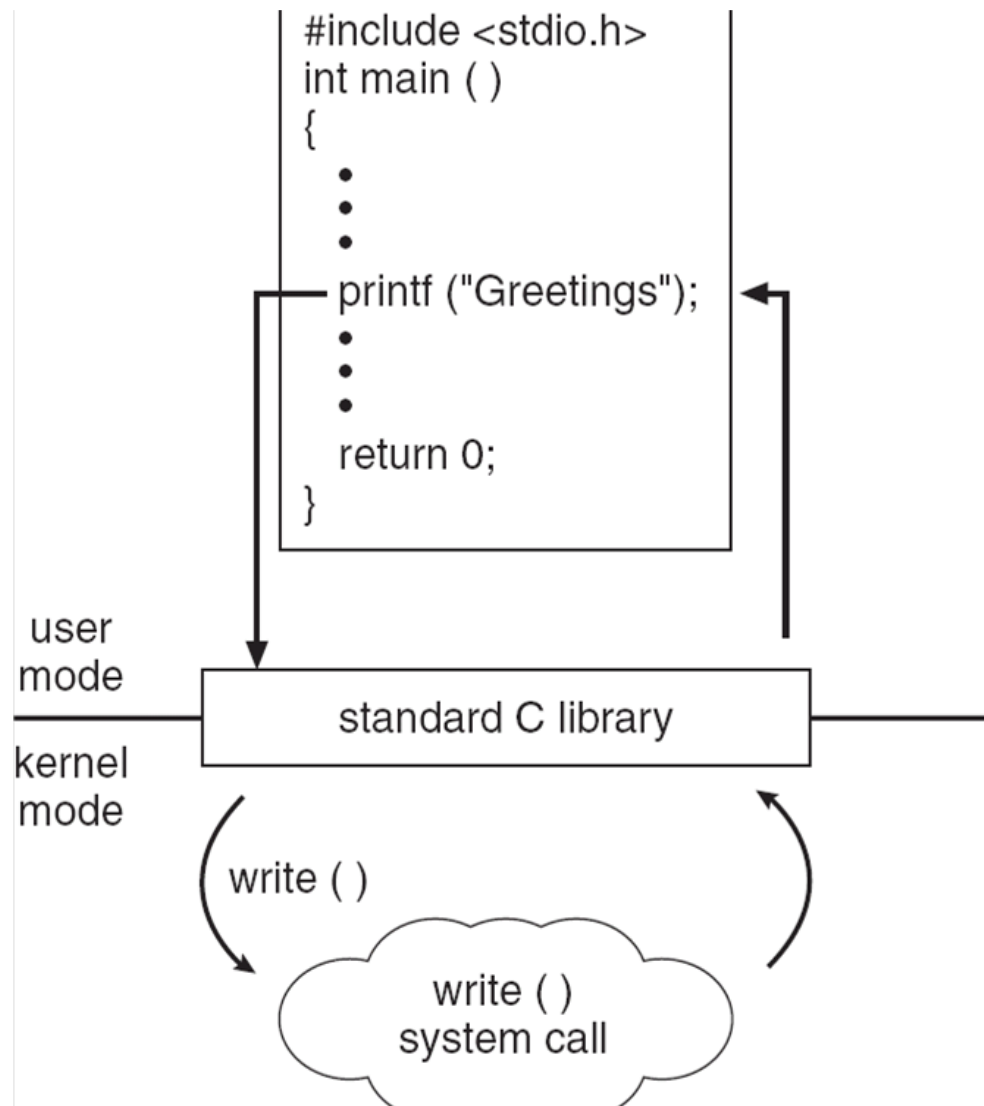 #include <stdio.h>
int main ( )
{
printf ("Greetings");
return 0;
}
user
mode
standard C library
kernel
mode
write ( )
write ( )
system call